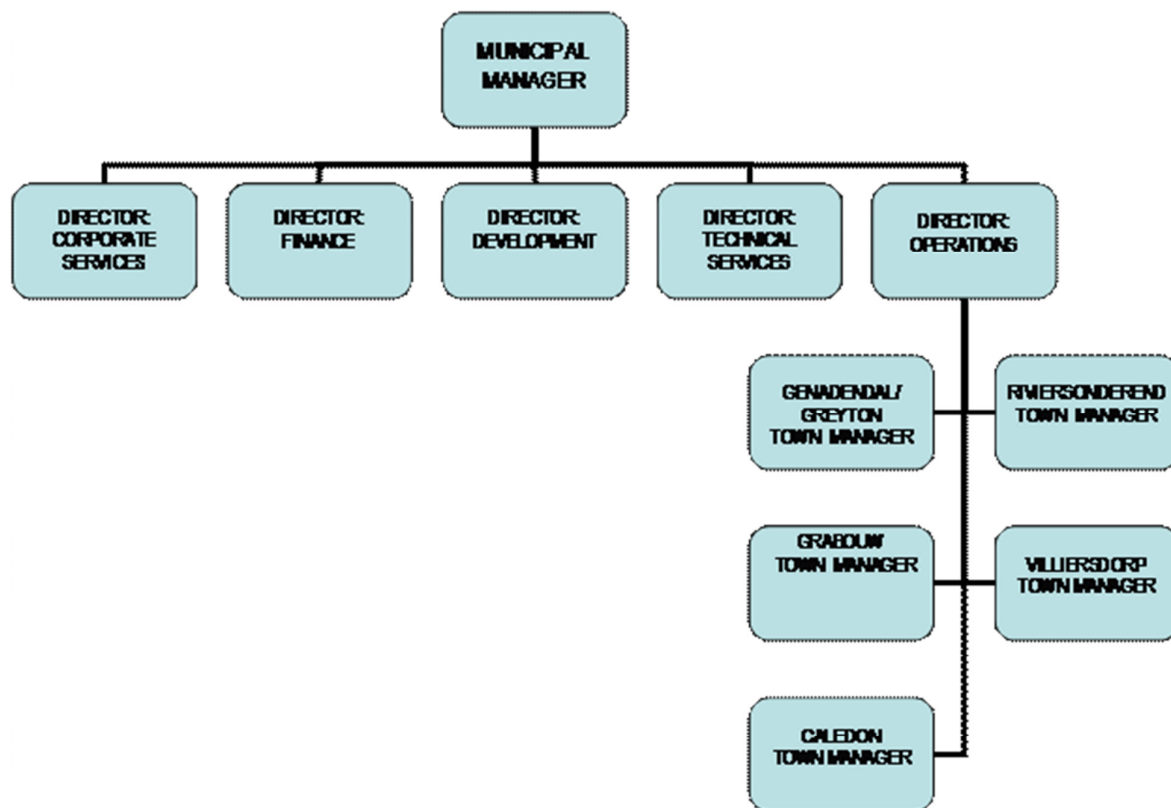 MUNICIPAL
MANAGER
DIRECTOR:
CORPORATE
SERVICES
DIRECTOR:
FINANCE
DIRECTOR:
DEVELOPMENT
DIRECTOR:
TECHNICAL
SERVICES
DIRECTOR:
OPERATIONS
GENADENDAL/
GREYTON
TOWN MANAGER
RIVIERSONDEREND
TOWN MANAGER
GRABOUW
TOWN MANAGER
VILLIERSDORP
TOWN MANAGER
CALEDON
TOWN MANAGER